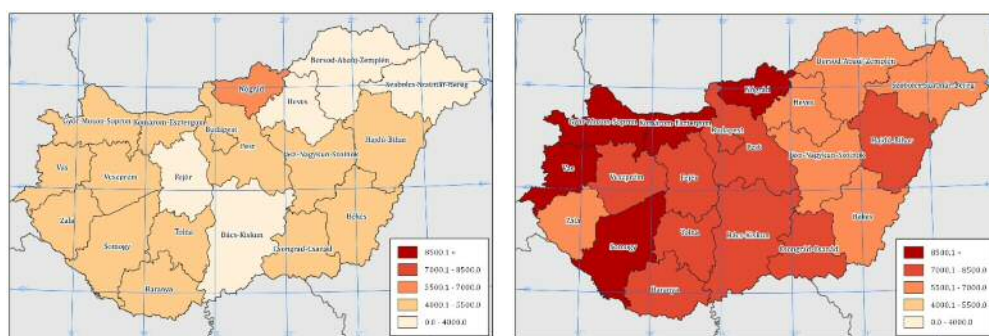 Borsod-Abaúj-Zemplén
Szabolcs-Szatmár-Bereg
Nógrád
Heves
Győr-Moson-Sopron
Komárom-Esztergom
Budapest
Pest
Hajdú-Bihar
Jász-Nagykun-Szolnok
Vas
Veszprém
Fejér
Zala
Somogy
Tolna
Bács-Kiskun
Békés
Csongrád-Csanád
Baranya
8500.1 <
7000.1 - 8500.0
5500.1 - 7000.0
4000.1 - 5500.0
0.0 - 4000.0
Borsod-Abaúj-Zemplén
Szabolcs-Szatmár-Bereg
Nógrád
Heves
Győr-Moson-Sopron
Komárom-Esztergom
Budapest
Pest
Hajdú-Bihar
Jász-Nagykun-Szolnok
Vas
Veszprém
Fejér
Zala
Somogy
Tolna
Bács-Kiskun
Békés
Csongrád-Csanád
Baranya
8500.1 <
7000.1 - 8500.0
5500.1 - 7000.0
4000.1 - 5500.0
0.0 - 4000.0